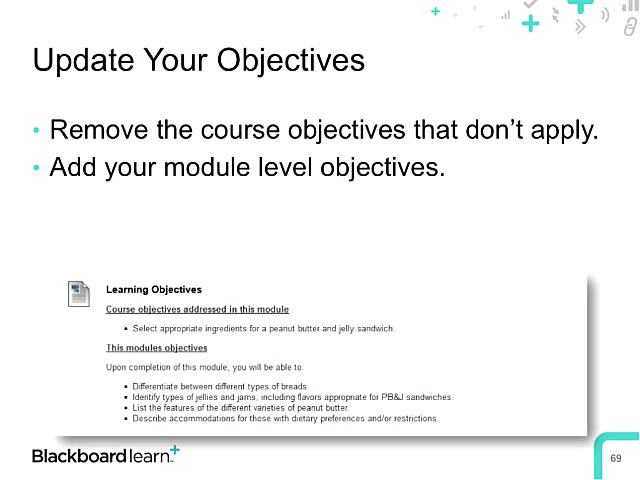 Update Your Objectives
• Remove the course objectives that don't apply.
• Add your module level objectives.
Learning Objectives
Course objectives addressed in this module
• Select appropriate ingredients for a peanut butter and jelly sandwich.
This modules objectives
Upon completion of this module, you will be able to:
• Differentiate between different types of breads.
• Identify types of jellies and jams, including flavors appropriate for PB&J sandwiches.
• List the features of the different varieties of peanut butter.
• Describe accommodations for those with dietary preferences and/or restrictions.
Blackboard learn+
69